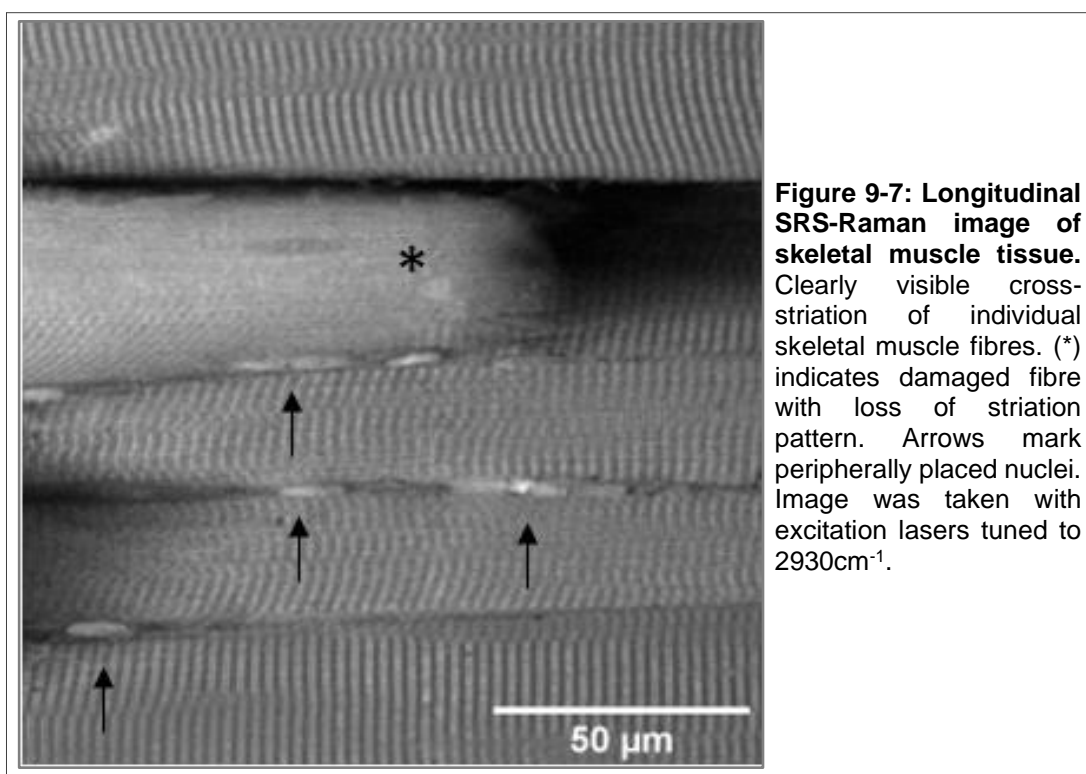 Figure 9-7: Longitudinal
SRS-Raman image of
skeletal muscle tissue.
Clearly visible cross-
striation of individual
skeletal muscle fibres. (*)
indicates damaged fibre
with loss of striation
pattern. Arrows mark
peripherally placed nuclei.
Image was taken with
excitation lasers tuned to
2930cm⁻¹.
*
50 µm